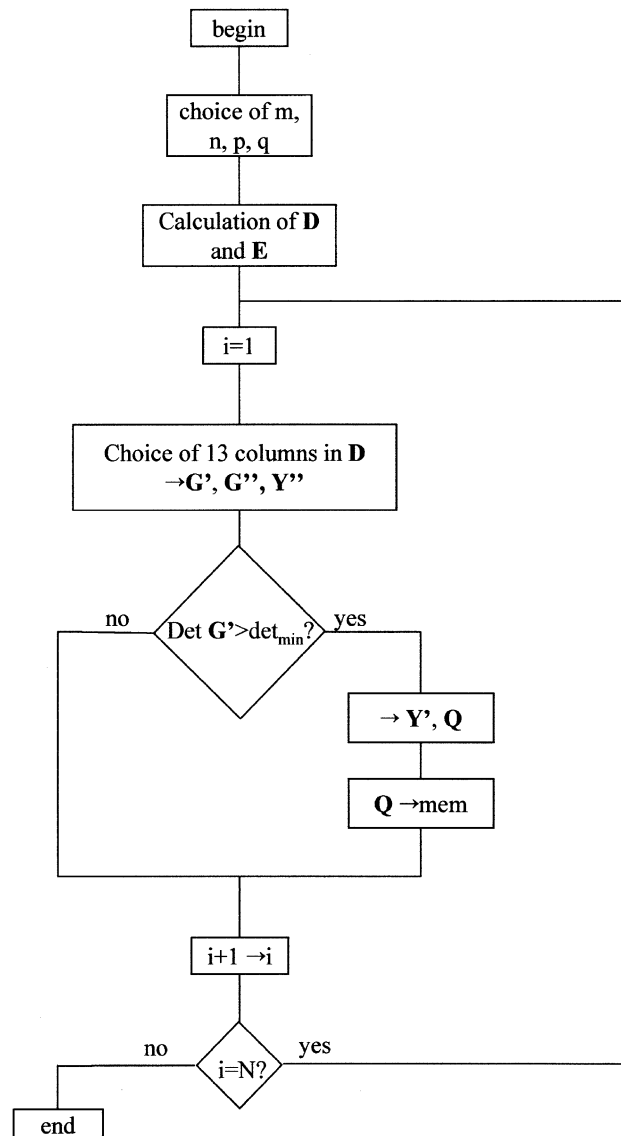 begin
choice of m,
n, p, q
Calculation of D
and E
i=1
Choice of 13 columns in D
→G’, G’’, Y’’
no
Det G’>detmin?
yes
→ Y’, Q
Q →mem
i+1 →i
no
i=N?
yes
end